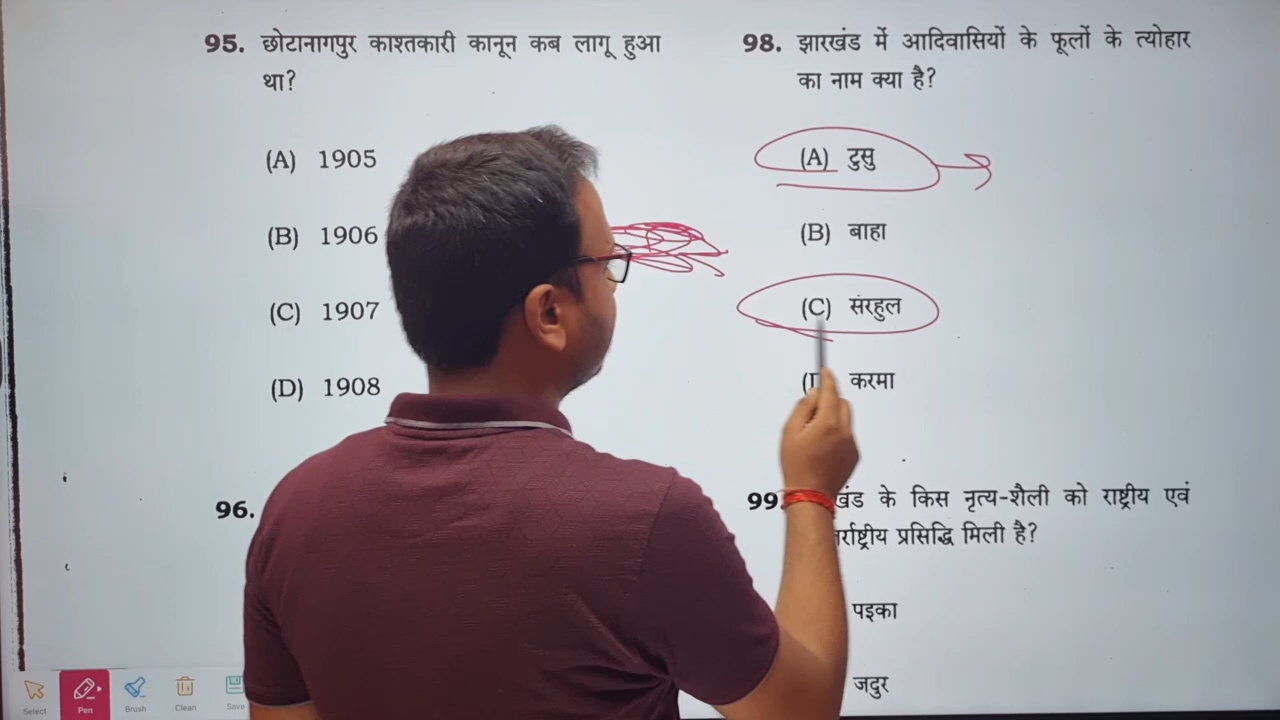 95. छोटानागपुर काश्तकारी कानून कब लागू हुआ
था?
(A) 1905
(B) 1906
(C) 1907
(D) 1908
96.
98. झारखंड में आदिवासियों के फूलों के त्योहार
का नाम क्या है?
(A) टुसु
(B) बाहा
(C) संरहुल
करमा
99. के किस नृत्य-शैली को राष्ट्रीय एवं
प्रसिद्धि मिली है?
पइका
जदुर
Select Pen Brush Clean Save